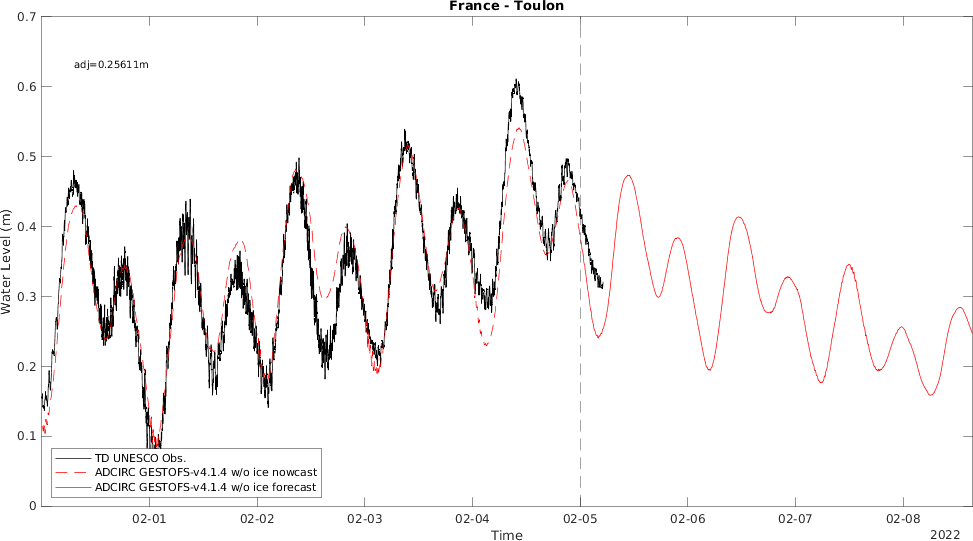 France - Toulon
adj=0.25611m
Water Level (m)
0.7
0.6
0.5
0.4
0.3
0.2
0.1
0
TD UNESCO Obs.
ADCIRC GESTOFS-v4.1.4 w/o ice nowcast
ADCIRC GESTOFS-v4.1.4 w/o ice forecast
02-01 02-02 02-03 02-04 02-05 02-06 02-07 02-08
Time
2022